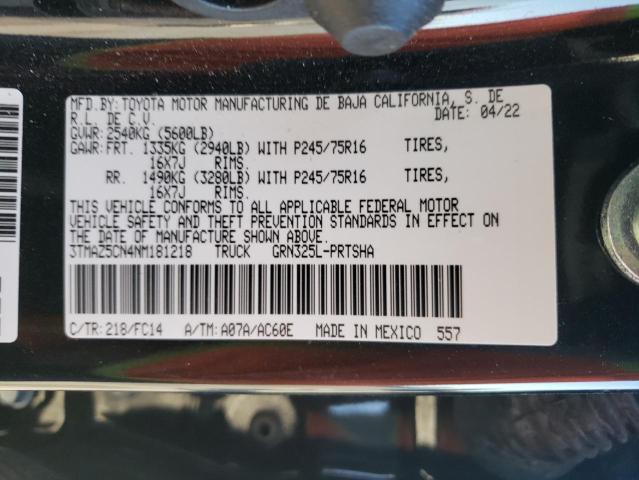 MFD.BY:TOYOTA MOTOR MANUFACTURING DE BAJA CALIFORNIA, S. DE
R.L. DE C.V. DATE: 04/22
GVWR:2540KG (5600LB)
GAWR:FRT. 1335KG (2940LB) WITH P245/75R16 TIRES,
16X7J RIMS.
RR. 1490KG (3280LB) WITH P245/75R16 TIRES,
16X7J RIMS.
THIS VEHICLE CONFORMS TO ALL APPLICABLE FEDERAL MOTOR
VEHICLE SAFETY AND THEFT PREVENTION STANDARDS IN EFFECT ON
THE DATE OF MANUFACTURE SHOWN ABOVE.
3TMAZ5CN4NM181218 TRUCK GRN325L-PRTSHA
C/TR:218/FC14 A/TM:A07A/AC60E MADE IN MEXICO 557